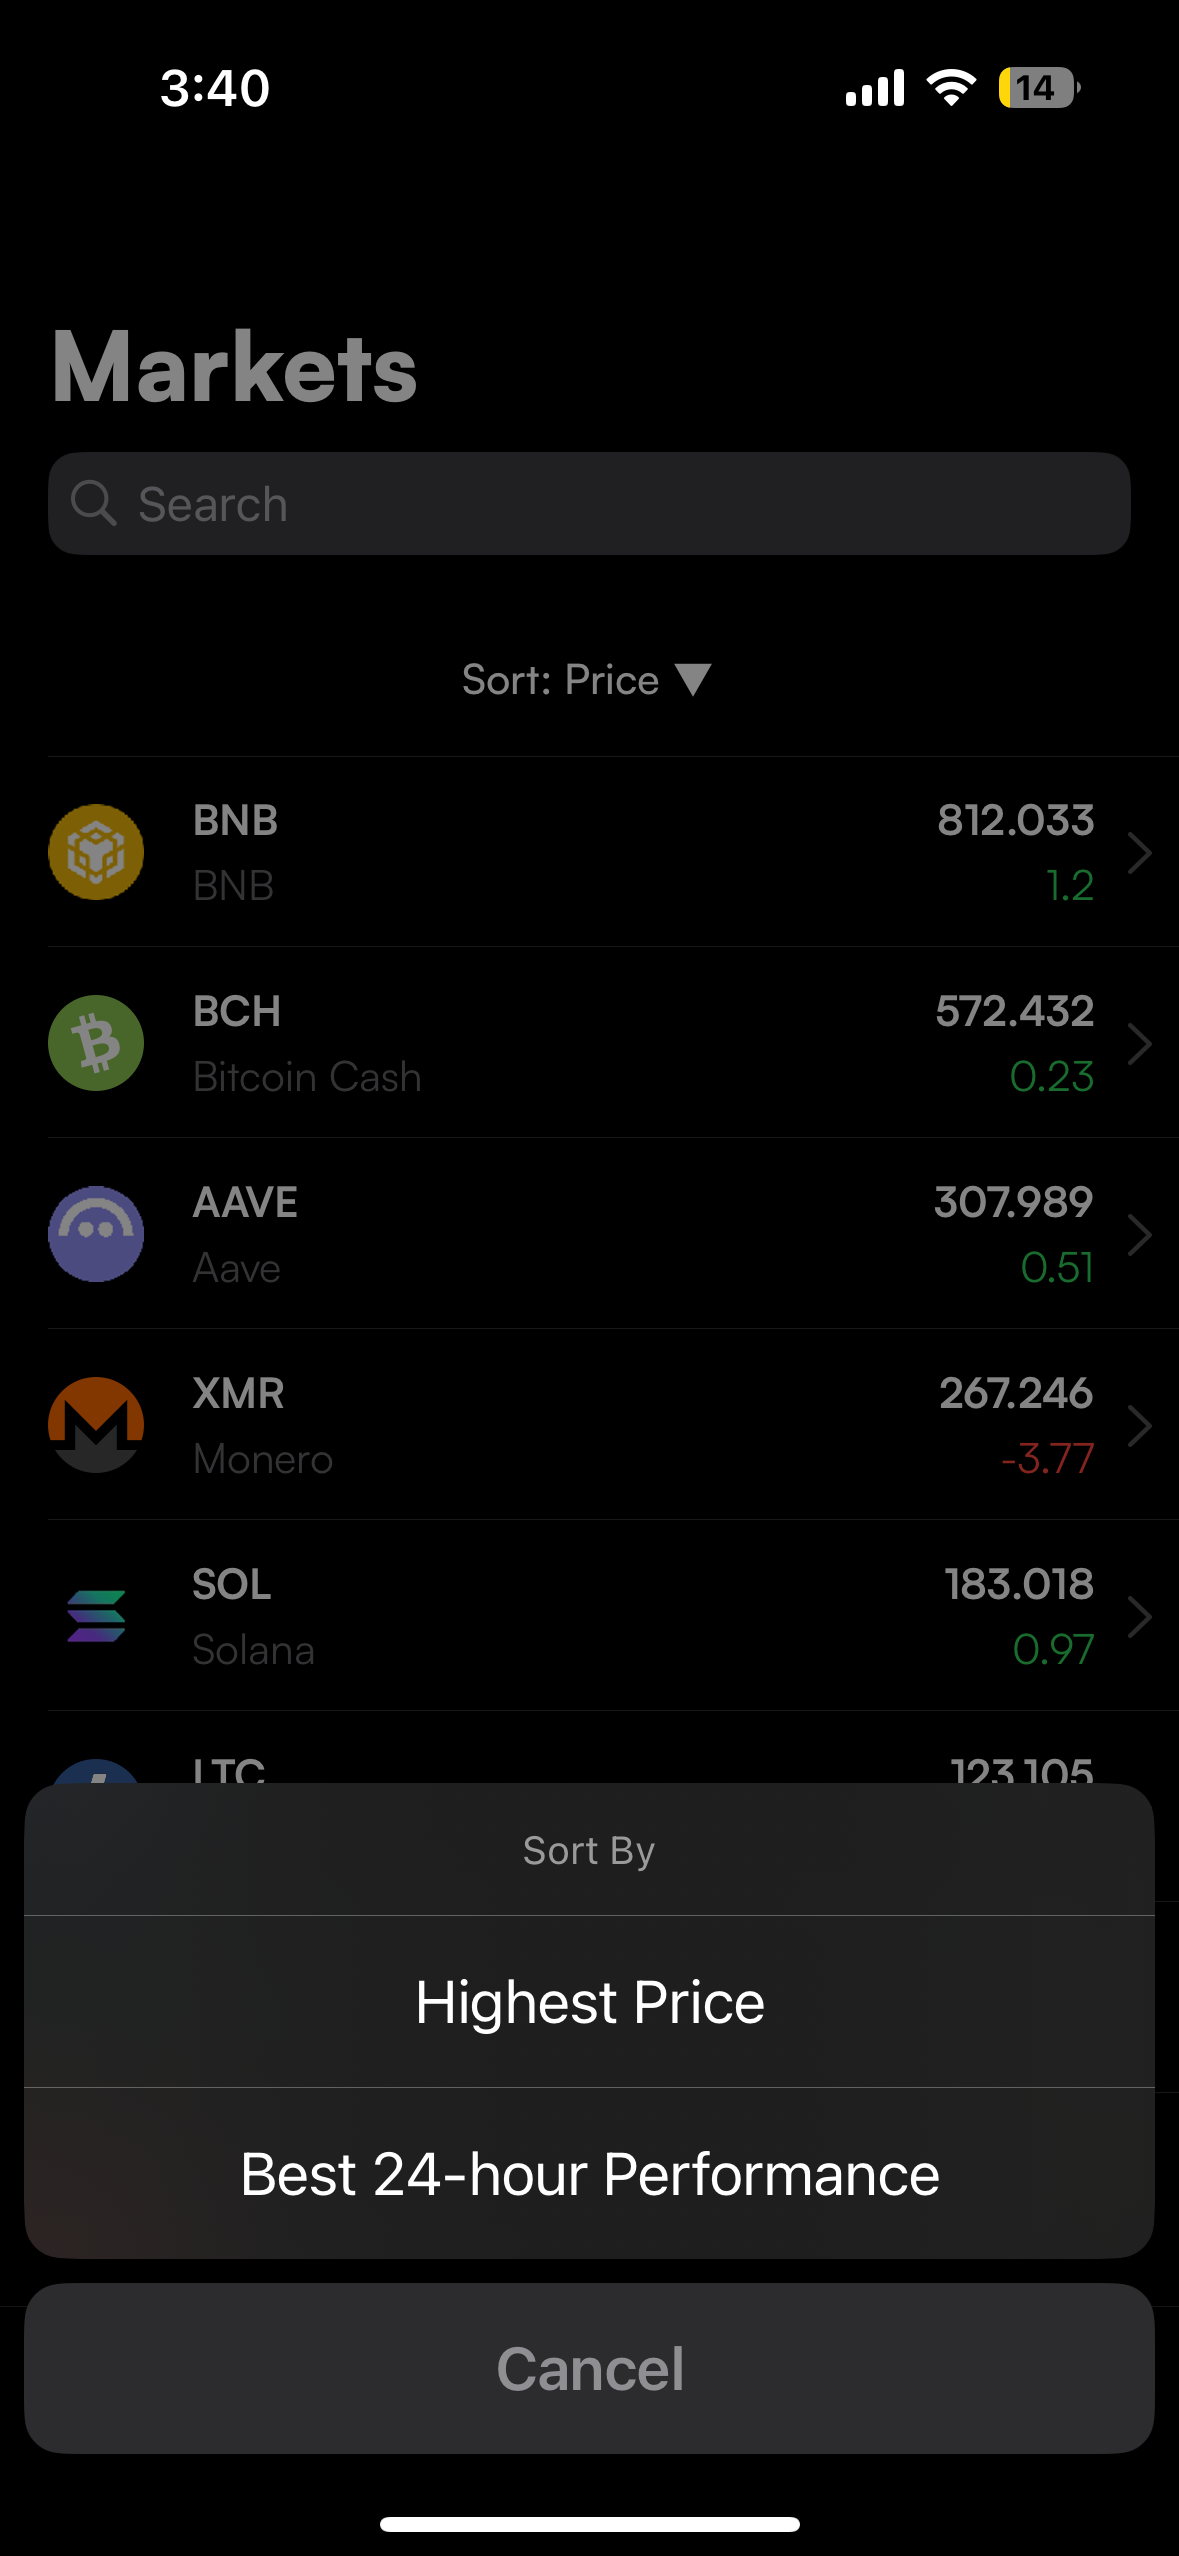 3:40
14
Markets
Search
Sort: Price ▼
BNB 812.033
BNB 1.2
BCH 572.432
Bitcoin Cash 0.23
AAVE 307.989
Aave 0.51
XMR 267.246
Monero -3.77
SOL 183.018
Solana 0.97
LTC 123.105
Sort By
Highest Price
Best 24-hour Performance
Cancel